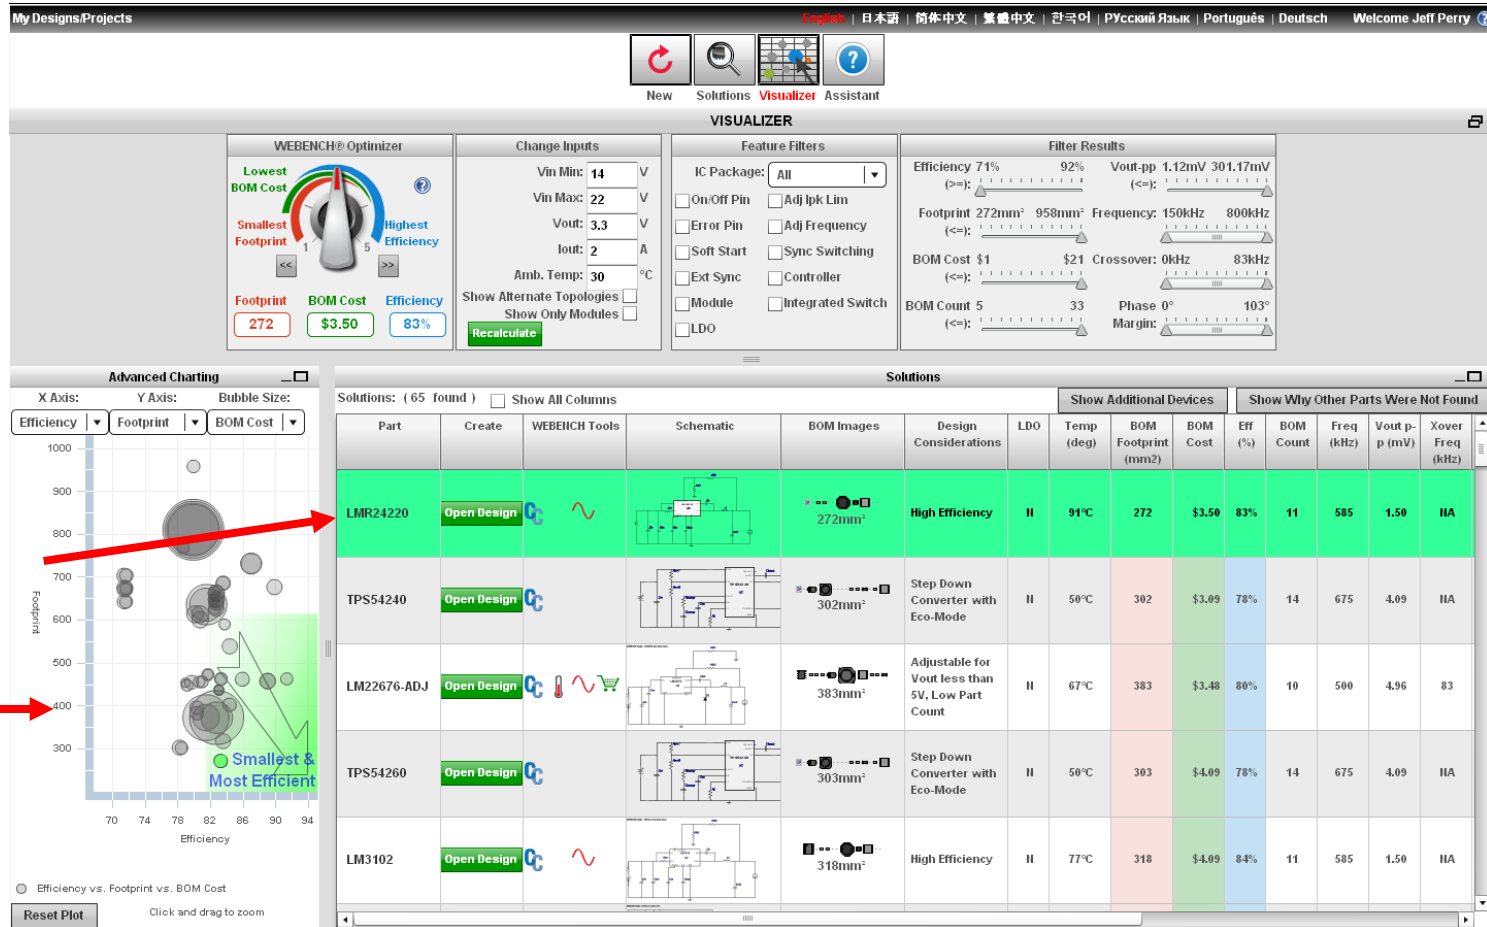 My Designs/Projects
English | 日本語 | 简体中文 | 繁體中文 | 한국어 | РУсский Язык | Português | Deutsch Welcome Jeff Perry ?
New Solutions Visualizer Assistant
VISUALIZER
WEBENCH® Optimizer
Lowest
BOM Cost
Smallest
Footprint
Highest
Efficiency
1 5
<< >>
Footprint BOM Cost Efficiency
272 $3.50 83%
Change Inputs
Vin Min: 14 V
Vin Max: 22 V
Vout: 3.3 V
Iout: 2 A
Amb. Temp: 30 °C
Show Alternate Topologies
Show Only Modules
Recalculate
Feature Filters
IC Package: All
On/Off Pin Adj Ipk Lim
Error Pin Adj Frequency
Soft Start Sync Switching
Ext Sync Controller
Module Integrated Switch
LDO
Filter Results
Efficiency 71% 92% Vout-pp 1.12mV 301.17mV
(>=): (<=):
Footprint 272mm² 958mm² Frequency: 150kHz 800kHz
(<=):
BOM Cost $1 $21 Crossover: 0kHz 83kHz
(<=):
BOM Count 5 33 Phase 0° 103°
(<=): Margin:
Advanced Charting
X Axis: Y Axis: Bubble Size:
Efficiency Footprint BOM Cost
1000
900
800
700
600
500
400
300
Footprint
Smallest &
Most Efficient
70 74 78 82 86 90 94
Efficiency
Efficiency vs. Footprint vs. BOM Cost
Reset Plot Click and drag to zoom
Solutions
Solutions: ( 65 found ) Show All Columns Show Additional Devices Show Why Other Parts Were Not Found
Part Create WEBENCH Tools Schematic BOM Images Design Considerations LDO Temp (deg) BOM Footprint (mm2) BOM Cost Eff (%) BOM Count Freq (kHz) Vout p-p (mV) Xover Freq (kHz)
LMR24220 Open Design 272mm² High Efficiency N 91°C 272 $3.50 83% 11 585 1.50 NA
TPS54240 Open Design 302mm² Step Down Converter with Eco-Mode N 50°C 302 $3.09 78% 14 675 4.09 NA
LM22676-ADJ Open Design 383mm² Adjustable for Vout less than 5V, Low Part Count N 67°C 383 $3.48 80% 10 500 4.96 83
TPS54260 Open Design 303mm² Step Down Converter with Eco-Mode N 50°C 303 $4.09 78% 14 675 4.09 NA
LM3102 Open Design 318mm² High Efficiency N 77°C 318 $4.09 84% 11 585 1.50 NA